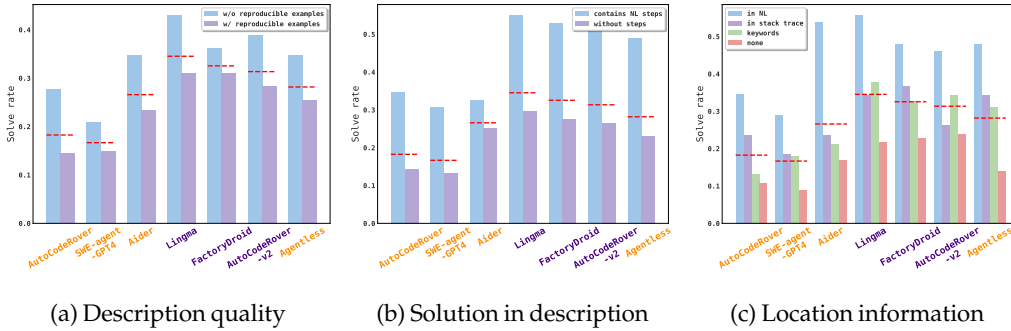 w/o reproducible examples
w/ reproducible examples
Solve rate
0.4
0.3
0.2
0.1
0.0
AutoCodeRover
SWE-agent
-GPT4
Aider
Lingma
FactoryDroid
AutoCodeRover
-v2
Agentless
(a) Description quality
contains NL steps
without steps
Solve rate
0.5
0.4
0.3
0.2
0.1
0.0
AutoCodeRover
SWE-agent
-GPT4
Aider
Lingma
FactoryDroid
AutoCodeRover
-v2
Agentless
(b) Solution in description
in NL
in stack trace
keywords
none
Solve rate
0.5
0.4
0.3
0.2
0.1
0.0
AutoCodeRover
SWE-agent
-GPT4
Aider
Lingma
FactoryDroid
AutoCodeRover
-v2
Agentless
(c) Location information